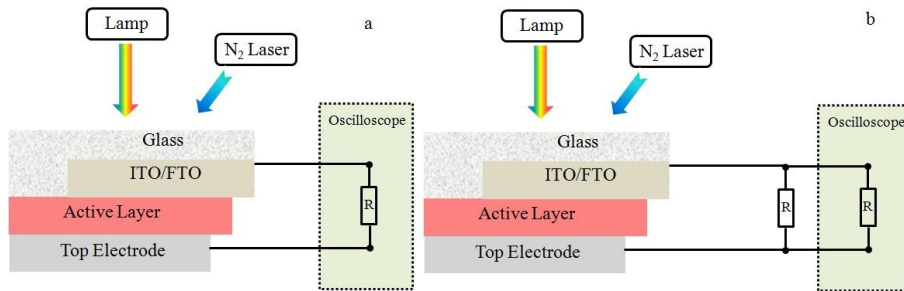 Lamp
N₂ Laser
a
Oscilloscope
Glass
ITO/FTO
R
Active Layer
Top Electrode
Lamp
N₂ Laser
b
Oscilloscope
Glass
ITO/FTO
R
R
Active Layer
Top Electrode